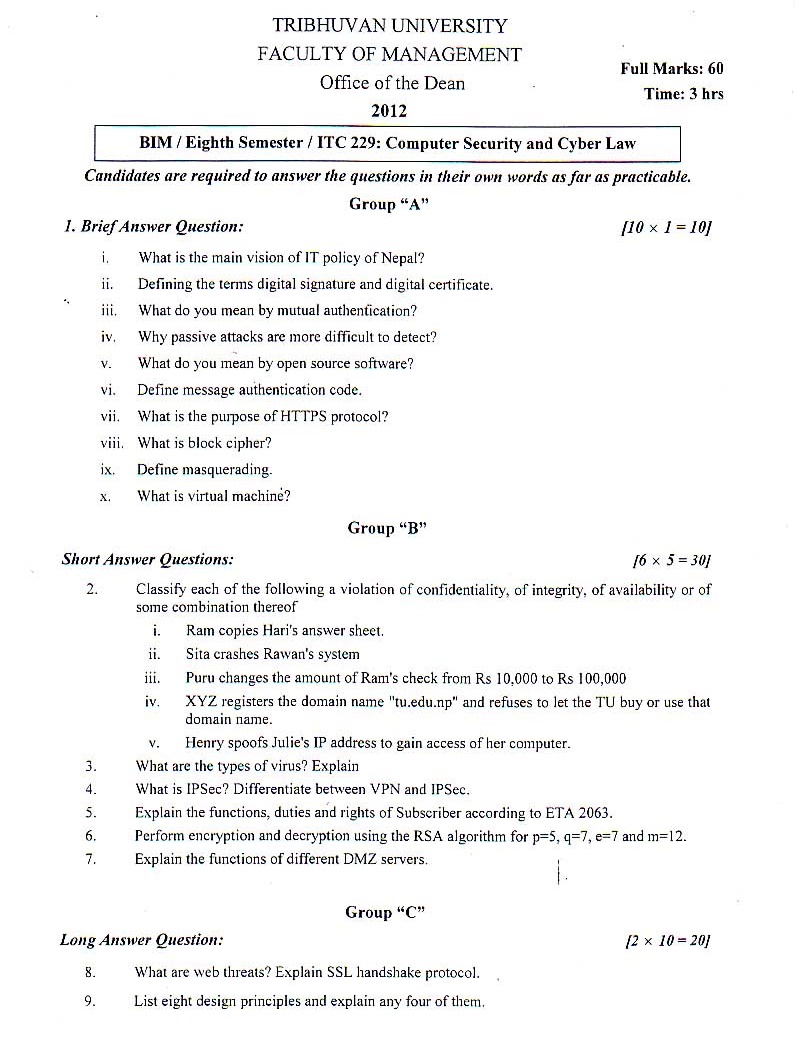 TRIBHUVAN UNIVERSITY
FACULTY OF MANAGEMENT
Office of the Dean
2012
Full Marks: 60
Time: 3 hrs
BIM / Eighth Semester / ITC 229: Computer Security and Cyber Law
Candidates are required to answer the questions in their own words as far as practicable.
Group “A”
1. Brief Answer Question: [10 × 1 = 10]
i. What is the main vision of IT policy of Nepal?
ii. Defining the terms digital signature and digital certificate.
iii. What do you mean by mutual authentication?
iv. Why passive attacks are more difficult to detect?
v. What do you mean by open source software?
vi. Define message authentication code.
vii. What is the purpose of HTTPS protocol?
viii. What is block cipher?
ix. Define masquerading.
x. What is virtual machine?
Group “B”
Short Answer Questions: [6 × 5 = 30]
2. Classify each of the following a violation of confidentiality, of integrity, of availability or of
some combination thereof
i. Ram copies Hari's answer sheet.
ii. Sita crashes Rawan's system
iii. Puru changes the amount of Ram's check from Rs 10,000 to Rs 100,000
iv. XYZ registers the domain name "tu.edu.np" and refuses to let the TU buy or use that
domain name.
v. Henry spoofs Julie's IP address to gain access of her computer.
3. What are the types of virus? Explain
4. What is IPSec? Differentiate between VPN and IPSec.
5. Explain the functions, duties and rights of Subscriber according to ETA 2063.
6. Perform encryption and decryption using the RSA algorithm for p=5, q=7, e=7 and m=12.
7. Explain the functions of different DMZ servers.
Group “C”
Long Answer Question: [2 × 10 = 20]
8. What are web threats? Explain SSL handshake protocol.
9. List eight design principles and explain any four of them.